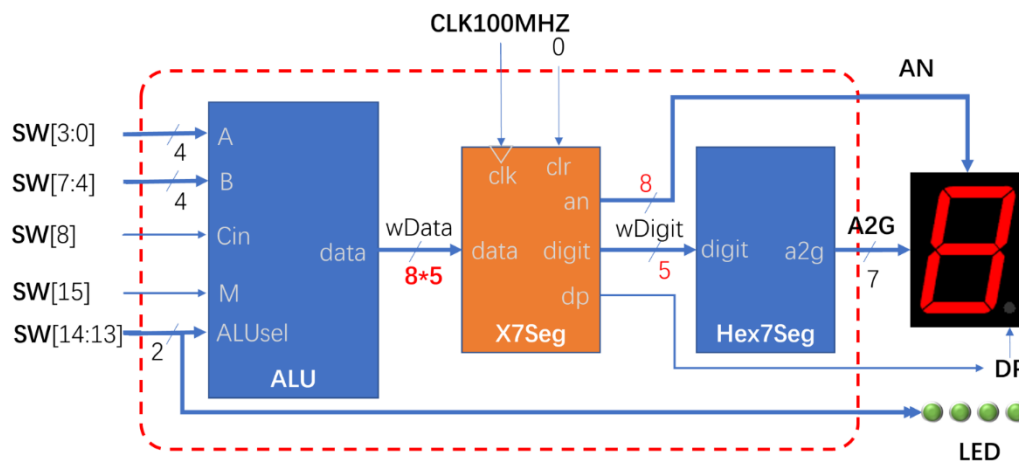 CLK100MHZ
0
AN
SW[3:0]
4
A
SW[7:4]
4
B
SW[8]
Cin
SW[15]
M
SW[14:13]
2
ALUsel
data
ALU
wData
8*5
clk
clr
an
data
digit
dp
X7Seg
8
wDigit
5
digit
a2g
Hex7Seg
A2G
7
DP
LED